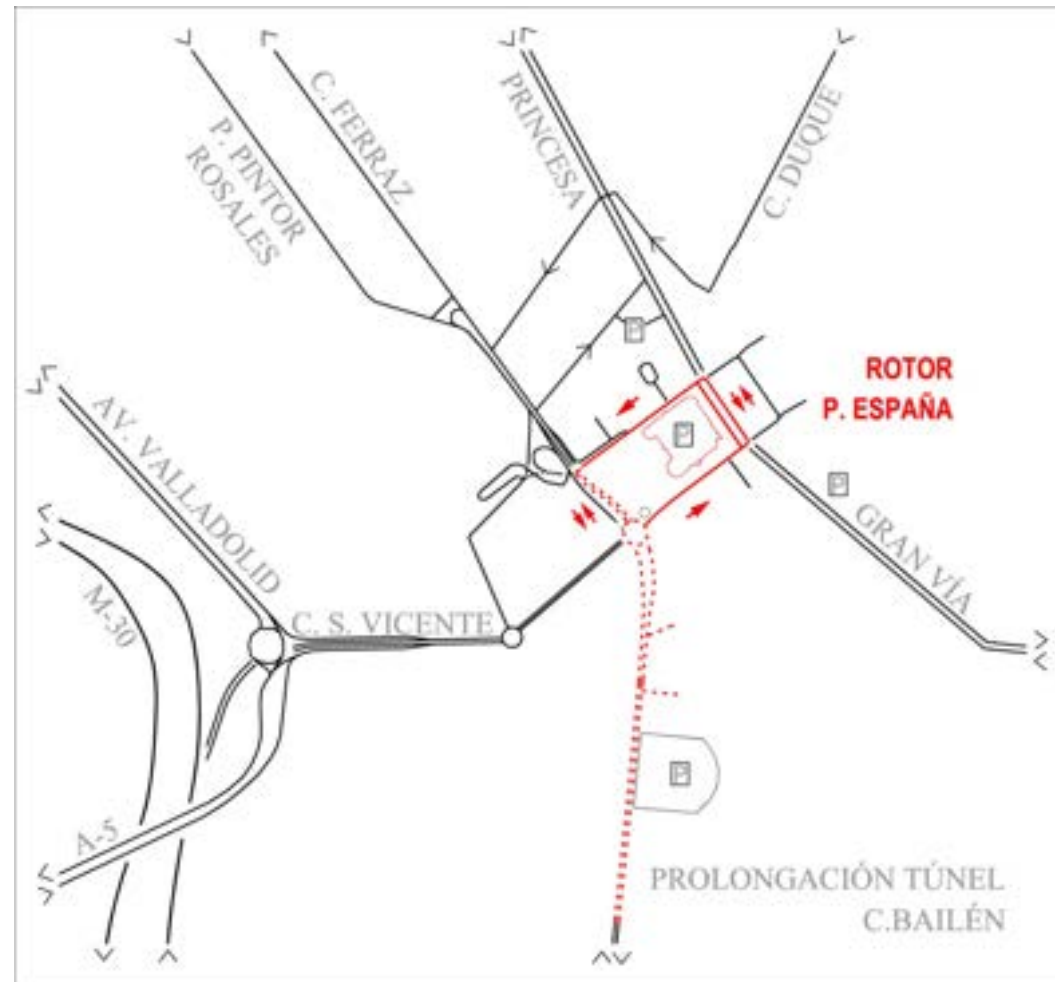 C. FERRAZ
PRINCESA
C. DUQUE
P. PINTOR
ROSALES
ROTOR
P. ESPAÑA
P
P
P
AV. VALLADOLID
GRAN VÍA
M-30
C. S. VICENTE
P
A-5
PROLONGACIÓN TÚNEL
C.BAILÉN